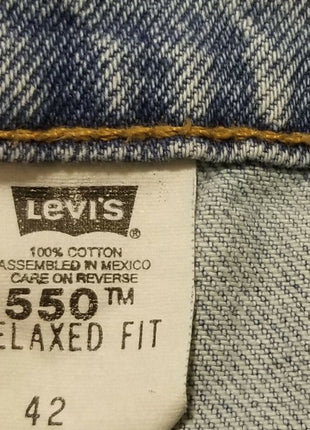 Levi's ®
100% COTTON
ASSEMBLED IN MEXICO
CARE ON REVERSE
550™
ELAXED FIT
42